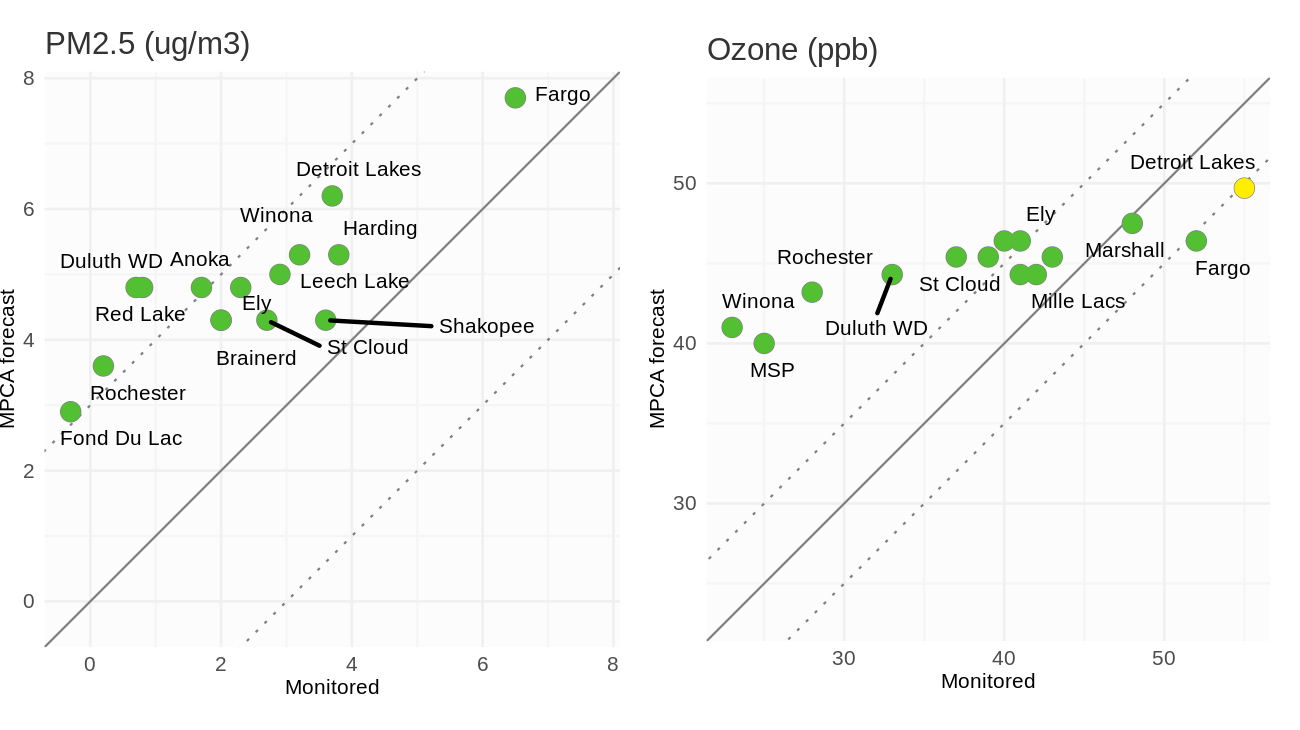 PM2.5 (ug/m3)
8
6
4
2
0
MPCA forecast
Fargo
Detroit Lakes
Winona
Harding
Duluth WD
Anoka
Leech Lake
Ely
Red Lake
Shakopee
St Cloud
Brainerd
Rochester
Fond Du Lac
0
2
4
6
8
Monitored
Ozone (ppb)
50
40
30
MPCA forecast
Detroit Lakes
Ely
Marshall
Rochester
Fargo
St Cloud
Winona
Mille Lacs
Duluth WD
MSP
30
40
50
Monitored